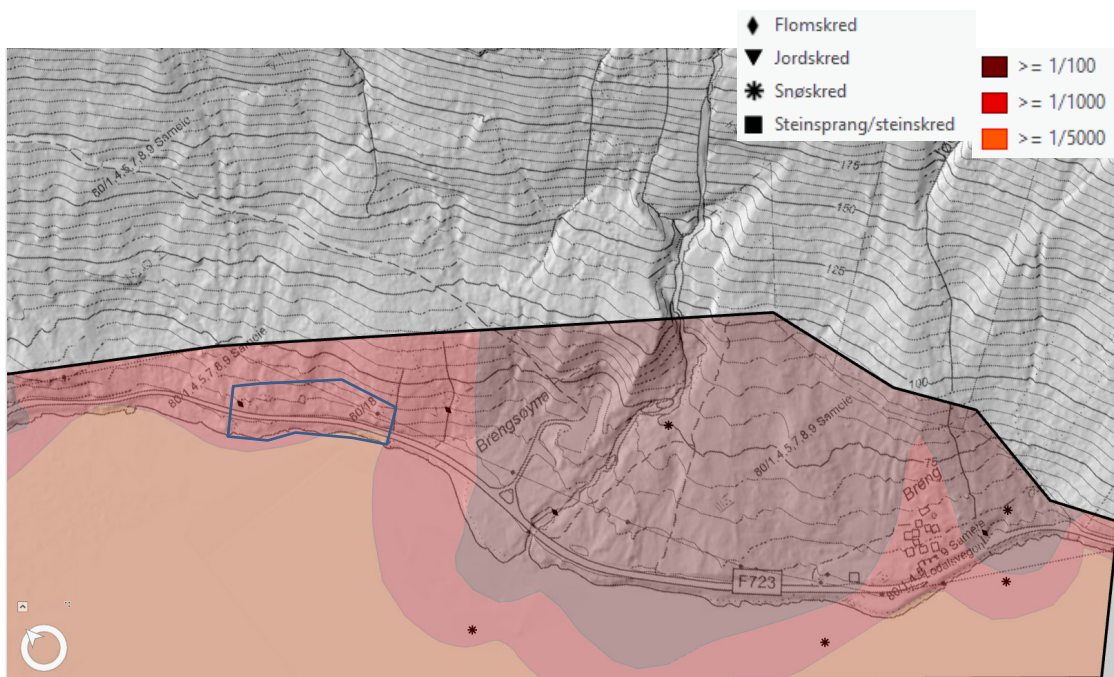 Flomskred
Jordskred
Snøskred
Steinsprang/steinskred
>= 1/100
>= 1/1000
>= 1/5000
80/1.4,5,7,8,9 Sameie
175
150
125
100
80/1.4,5,7,8,9 Sameie
80/18
Brengsøyna
80/1.4,5,7,8,9 Sameie
75
Breng
Lodalsvegen
F723